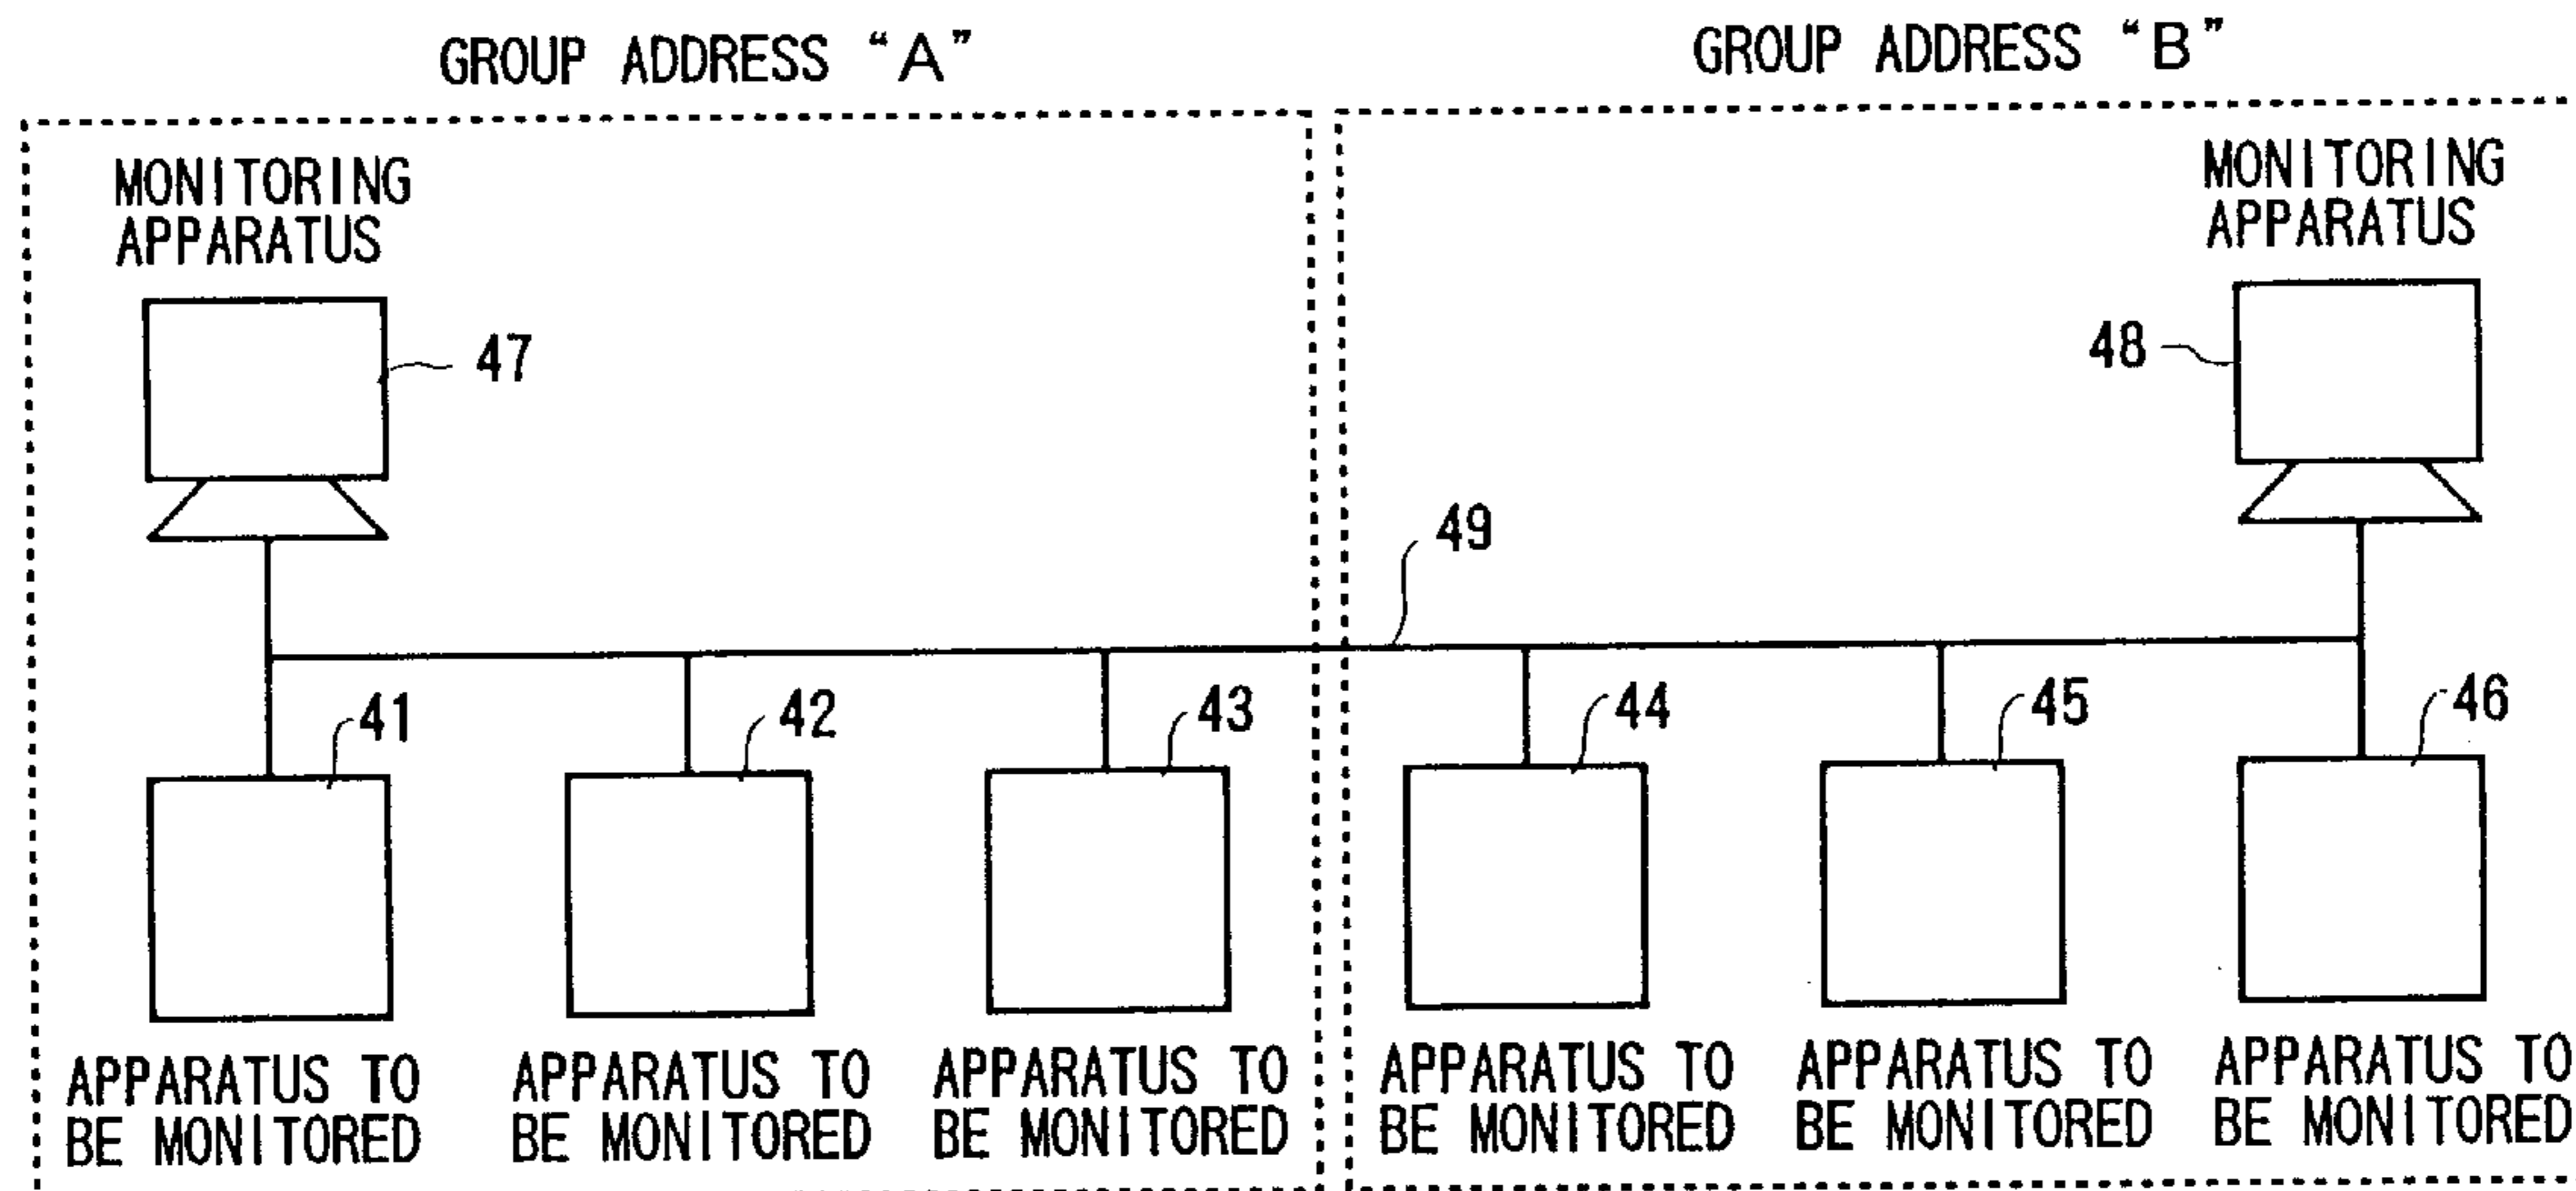 GROUP ADDRESS “A”
GROUP ADDRESS “B”
MONITORING
APPARATUS
MONITORING
APPARATUS
47
48
49
41
42
43
44
45
46
APPARATUS TO
BE MONITORED
APPARATUS TO
BE MONITORED
APPARATUS TO
BE MONITORED
APPARATUS TO
BE MONITORED
APPARATUS TO
BE MONITORED
APPARATUS TO
BE MONITORED